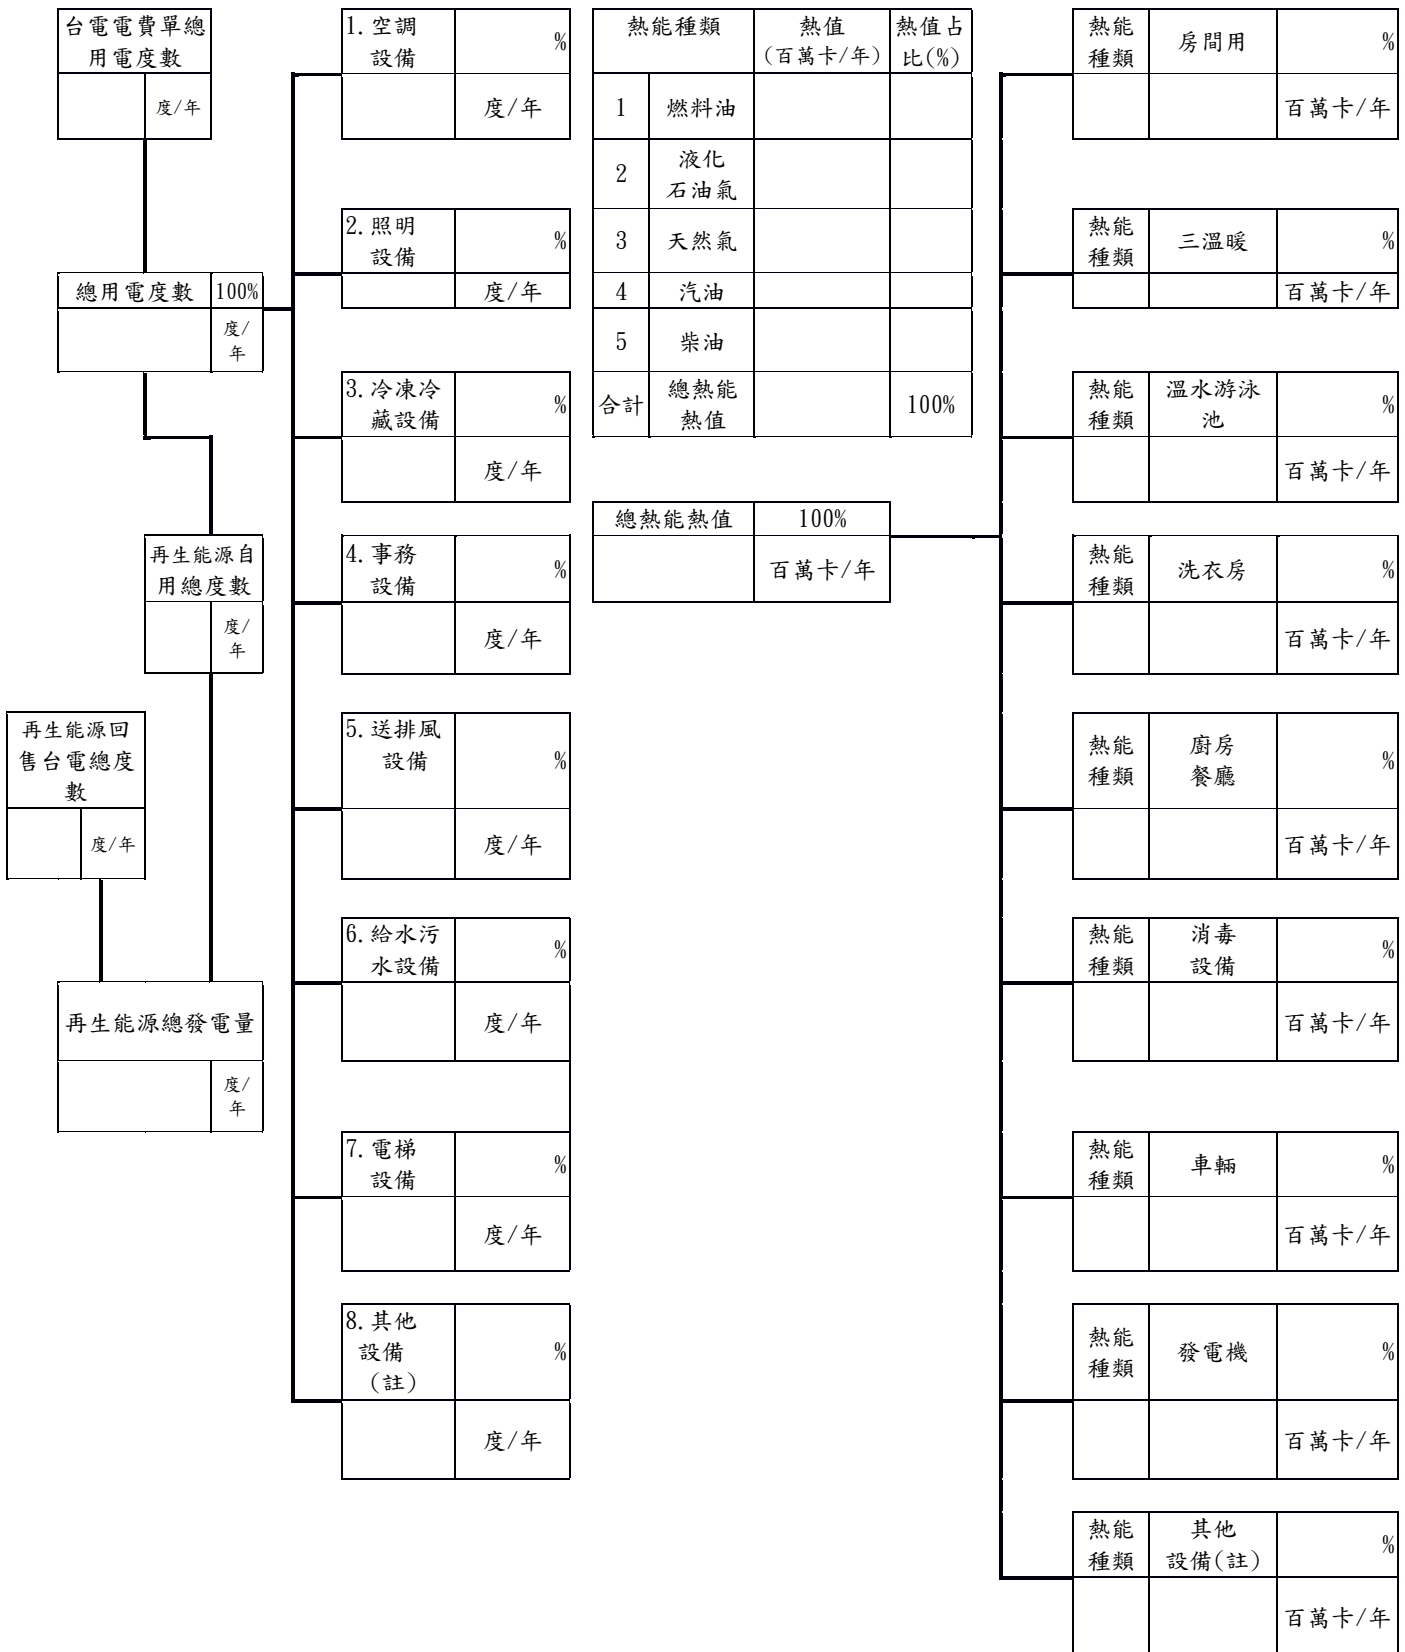 台電電費單總
用電度數
度/年
總用電度數 100%
度/
年
再生能源自
用總度數
度/
年
再生能源回
售台電總度
數
度/年
再生能源總發電量
度/
年
1.空調
設備
%
度/年
2.照明
設備
%
度/年
3.冷凍冷
藏設備
%
度/年
4.事務
設備
%
度/年
5.送排風
設備
%
度/年
6.給水污
水設備
%
度/年
7.電梯
設備
%
度/年
8.其他
設備
(註)
%
度/年
熱能種類
熱值
(百萬卡/年)
熱值占
比(%)
1 燃料油
2 液化
石油氣
3 天然氣
4 汽油
5 柴油
合計 總熱能
熱值
100%
總熱能熱值 100%
百萬卡/年
熱能
種類
房間用
%
百萬卡/年
熱能
種類
三溫暖
%
百萬卡/年
熱能
種類
溫水游泳
池
%
百萬卡/年
熱能
種類
洗衣房
%
百萬卡/年
熱能
種類
廚房
餐廳
%
百萬卡/年
熱能
種類
消毒
設備
%
百萬卡/年
熱能
種類
車輛
%
百萬卡/年
熱能
種類
發電機
%
百萬卡/年
熱能
種類
其他
設備(註)
%
百萬卡/年